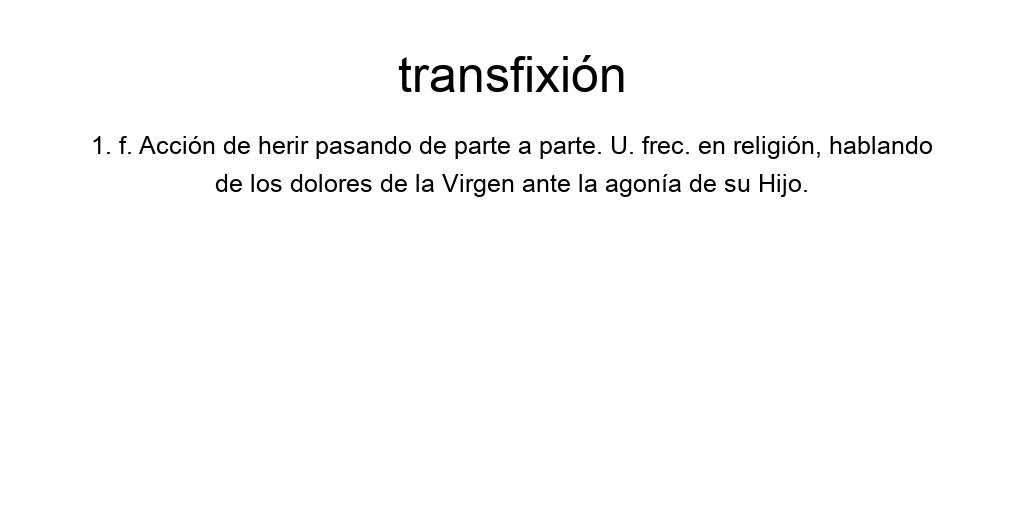 transfixión
1. f. Acción de herir pasando de parte a parte. U. frec. en religión, hablando
de los dolores de la Virgen ante la agonía de su Hijo.